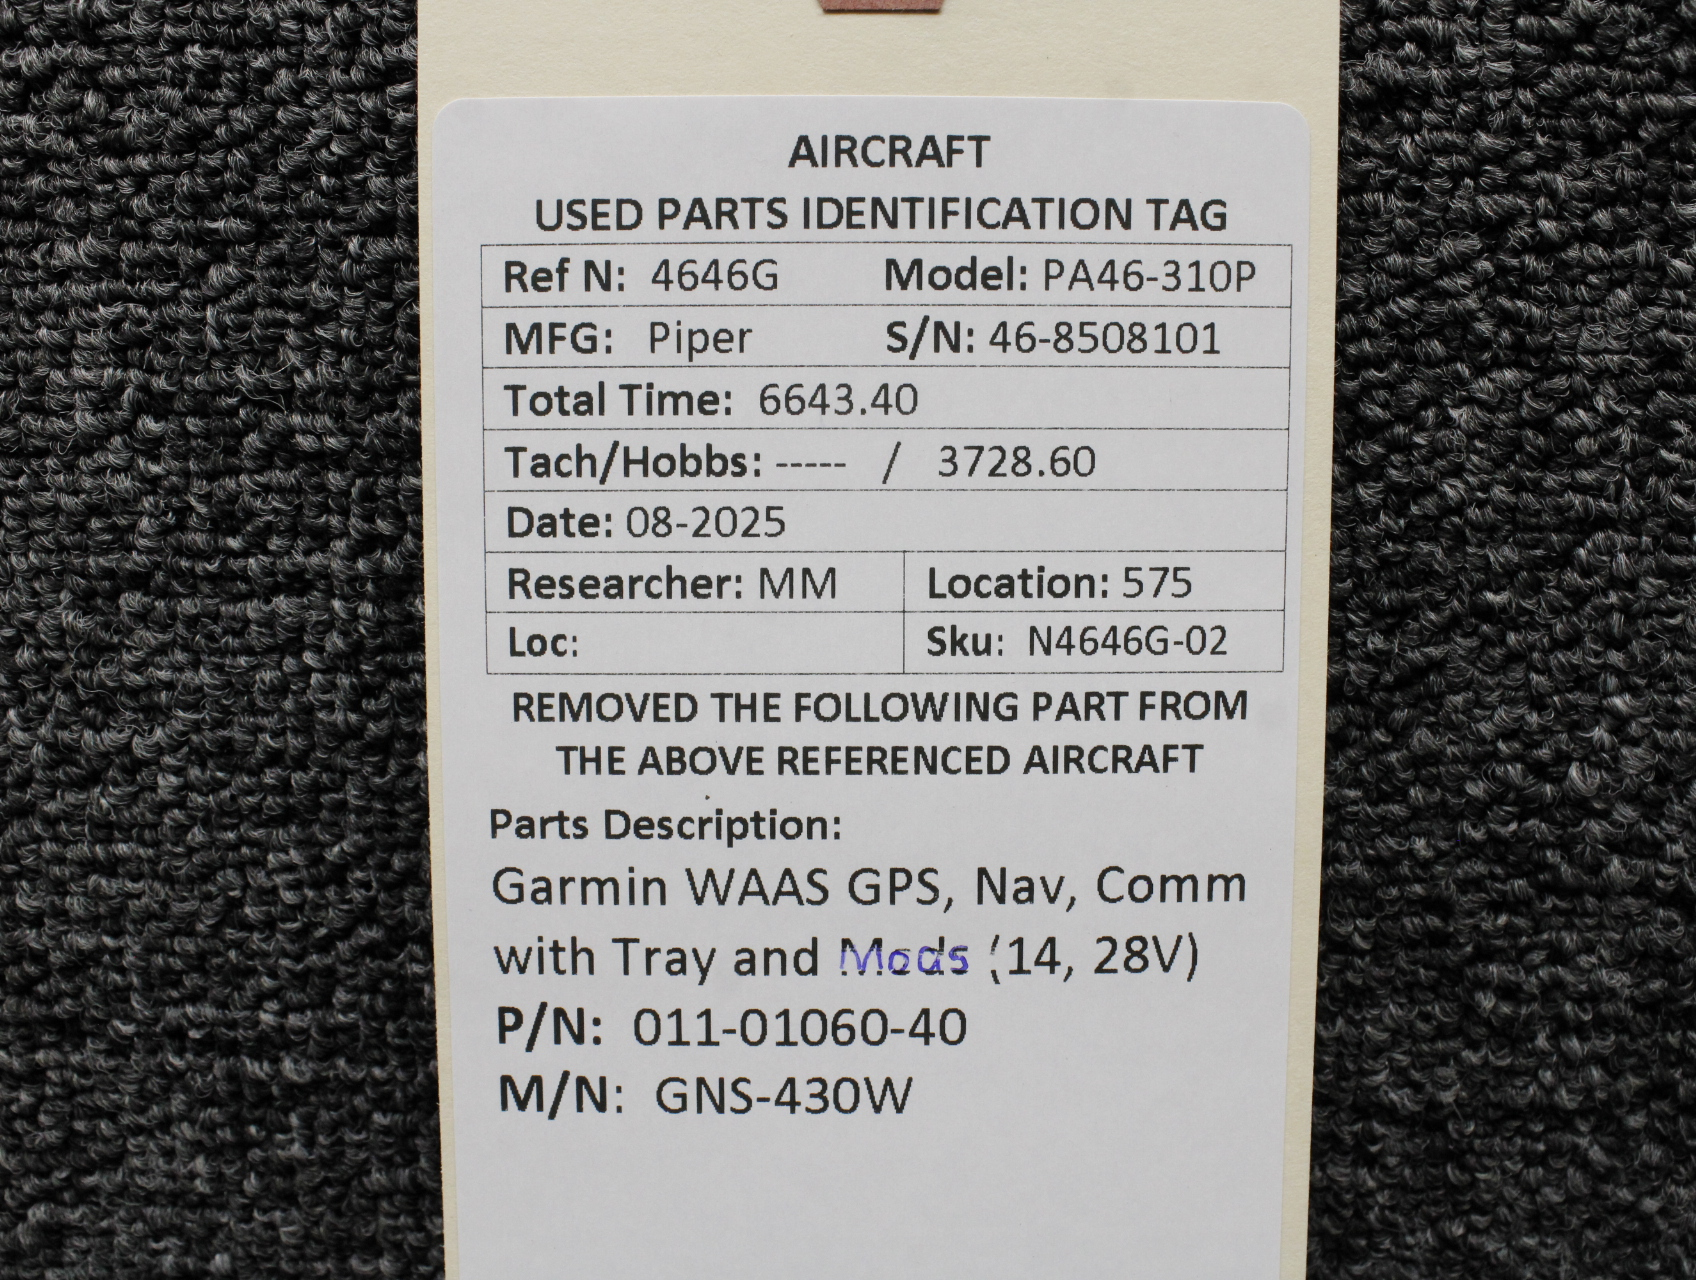 AIRCRAFT
USED PARTS IDENTIFICATION TAG
Ref N: 4646G Model: PA46-310P
MFG: Piper S/N: 46-8508101
Total Time: 6643.40
Tach/Hobbs: ----- / 3728.60
Date: 08-2025
Researcher: MM Location: 575
Loc: Sku: N4646G-02
REMOVED THE FOLLOWING PART FROM
THE ABOVE REFERENCED AIRCRAFT
Parts Description:
Garmin WAAS GPS, Nav, Comm
with Tray and Mods (14, 28V)
P/N: 011-01060-40
M/N: GNS-430W